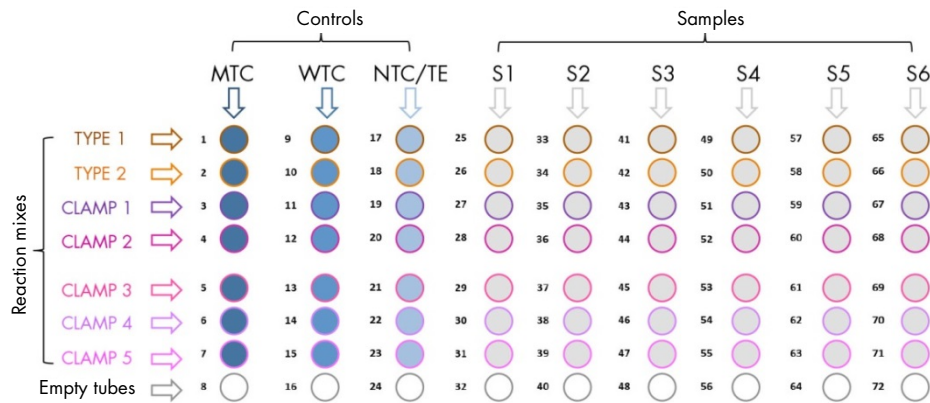 Controls
Samples
MTC WTC NTC/TE S1 S2 S3 S4 S5 S6
Reaction mixes
TYPE 1 1 9 17 25 33 41 49 57 65
TYPE 2 2 10 18 26 34 42 50 58 66
CLAMP 1 3 11 19 27 35 43 51 59 67
CLAMP 2 4 12 20 28 36 44 52 60 68
CLAMP 3 5 13 21 29 37 45 53 61 69
CLAMP 4 6 14 22 30 38 46 54 62 70
CLAMP 5 7 15 23 31 39 47 55 63 71
Empty tubes 8 16 24 32 40 48 56 64 72